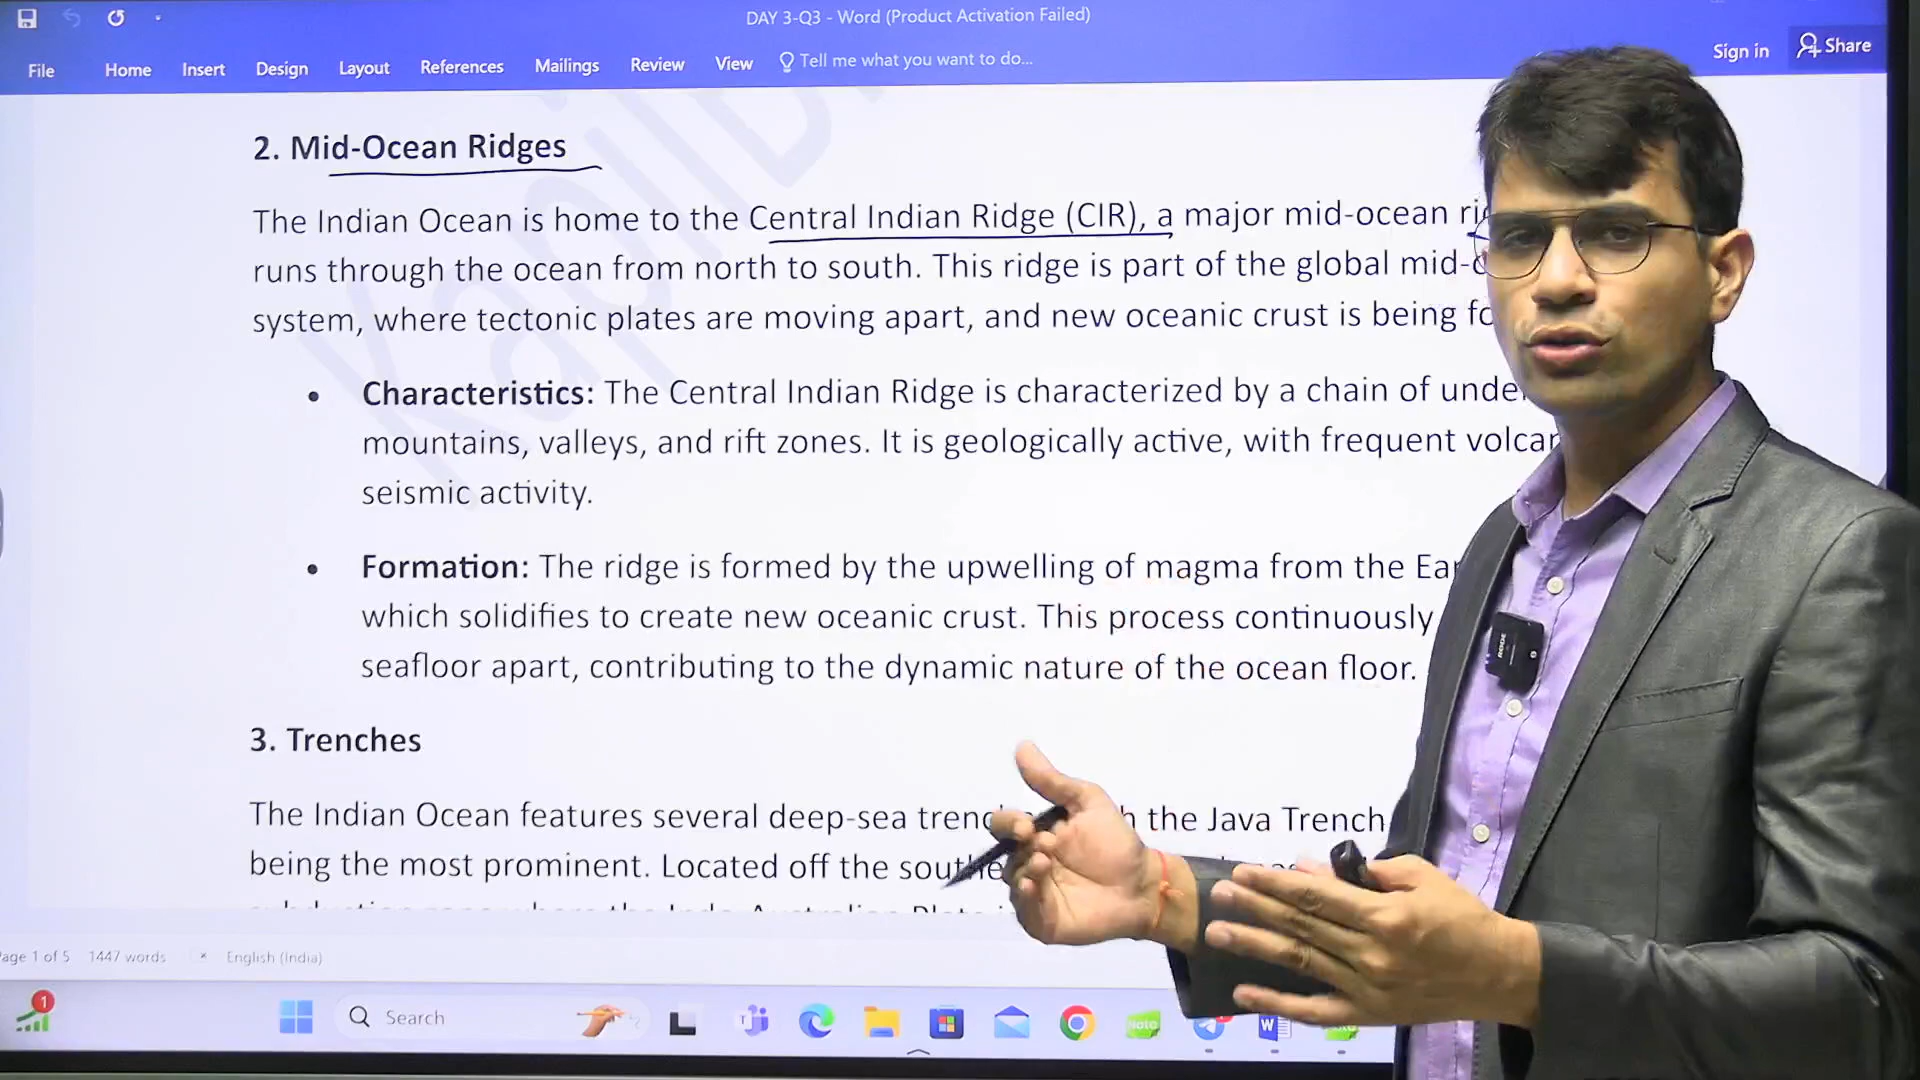 DAY 3-Q3 - Word (Product Activation Failed)
File Home Insert Design Layout References Mailings Review View Tell me what you want to do... Sign in Share
2. Mid-Ocean Ridges
The Indian Ocean is home to the Central Indian Ridge (CIR), a major mid-ocean
runs through the ocean from north to south. This ridge is part of the global
system, where tectonic plates are moving apart, and new oceanic crust is being
• Characteristics: The Central Indian Ridge is characterized by a chain of
mountains, valleys, and rift zones. It is geologically active, with frequent
seismic activity.
• Formation: The ridge is formed by the upwelling of magma from the
which solidifies to create new oceanic crust. This process continuously
seafloor apart, contributing to the dynamic nature of the ocean floor.
3. Trenches
The Indian Ocean features several deep-sea the Java Trench
being the most prominent. Located off the
Page 1 of 5 1447 words English (India)
1
Search
RODE